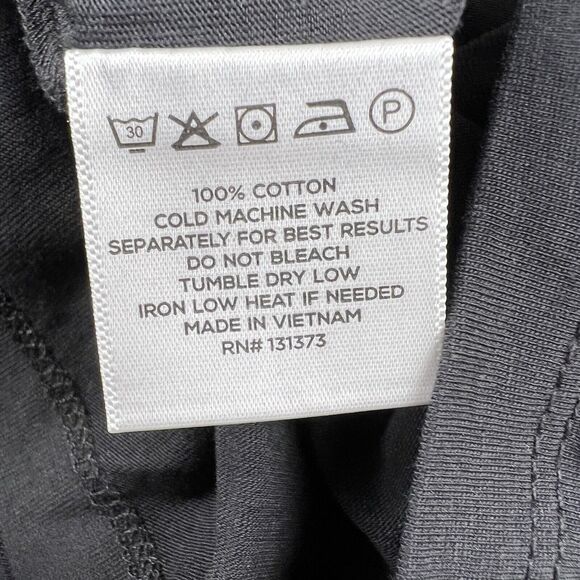 30 P
100% COTTON
COLD MACHINE WASH
SEPARATELY FOR BEST RESULTS
DO NOT BLEACH
TUMBLE DRY LOW
IRON LOW HEAT IF NEEDED
MADE IN VIETNAM
RN# 131373